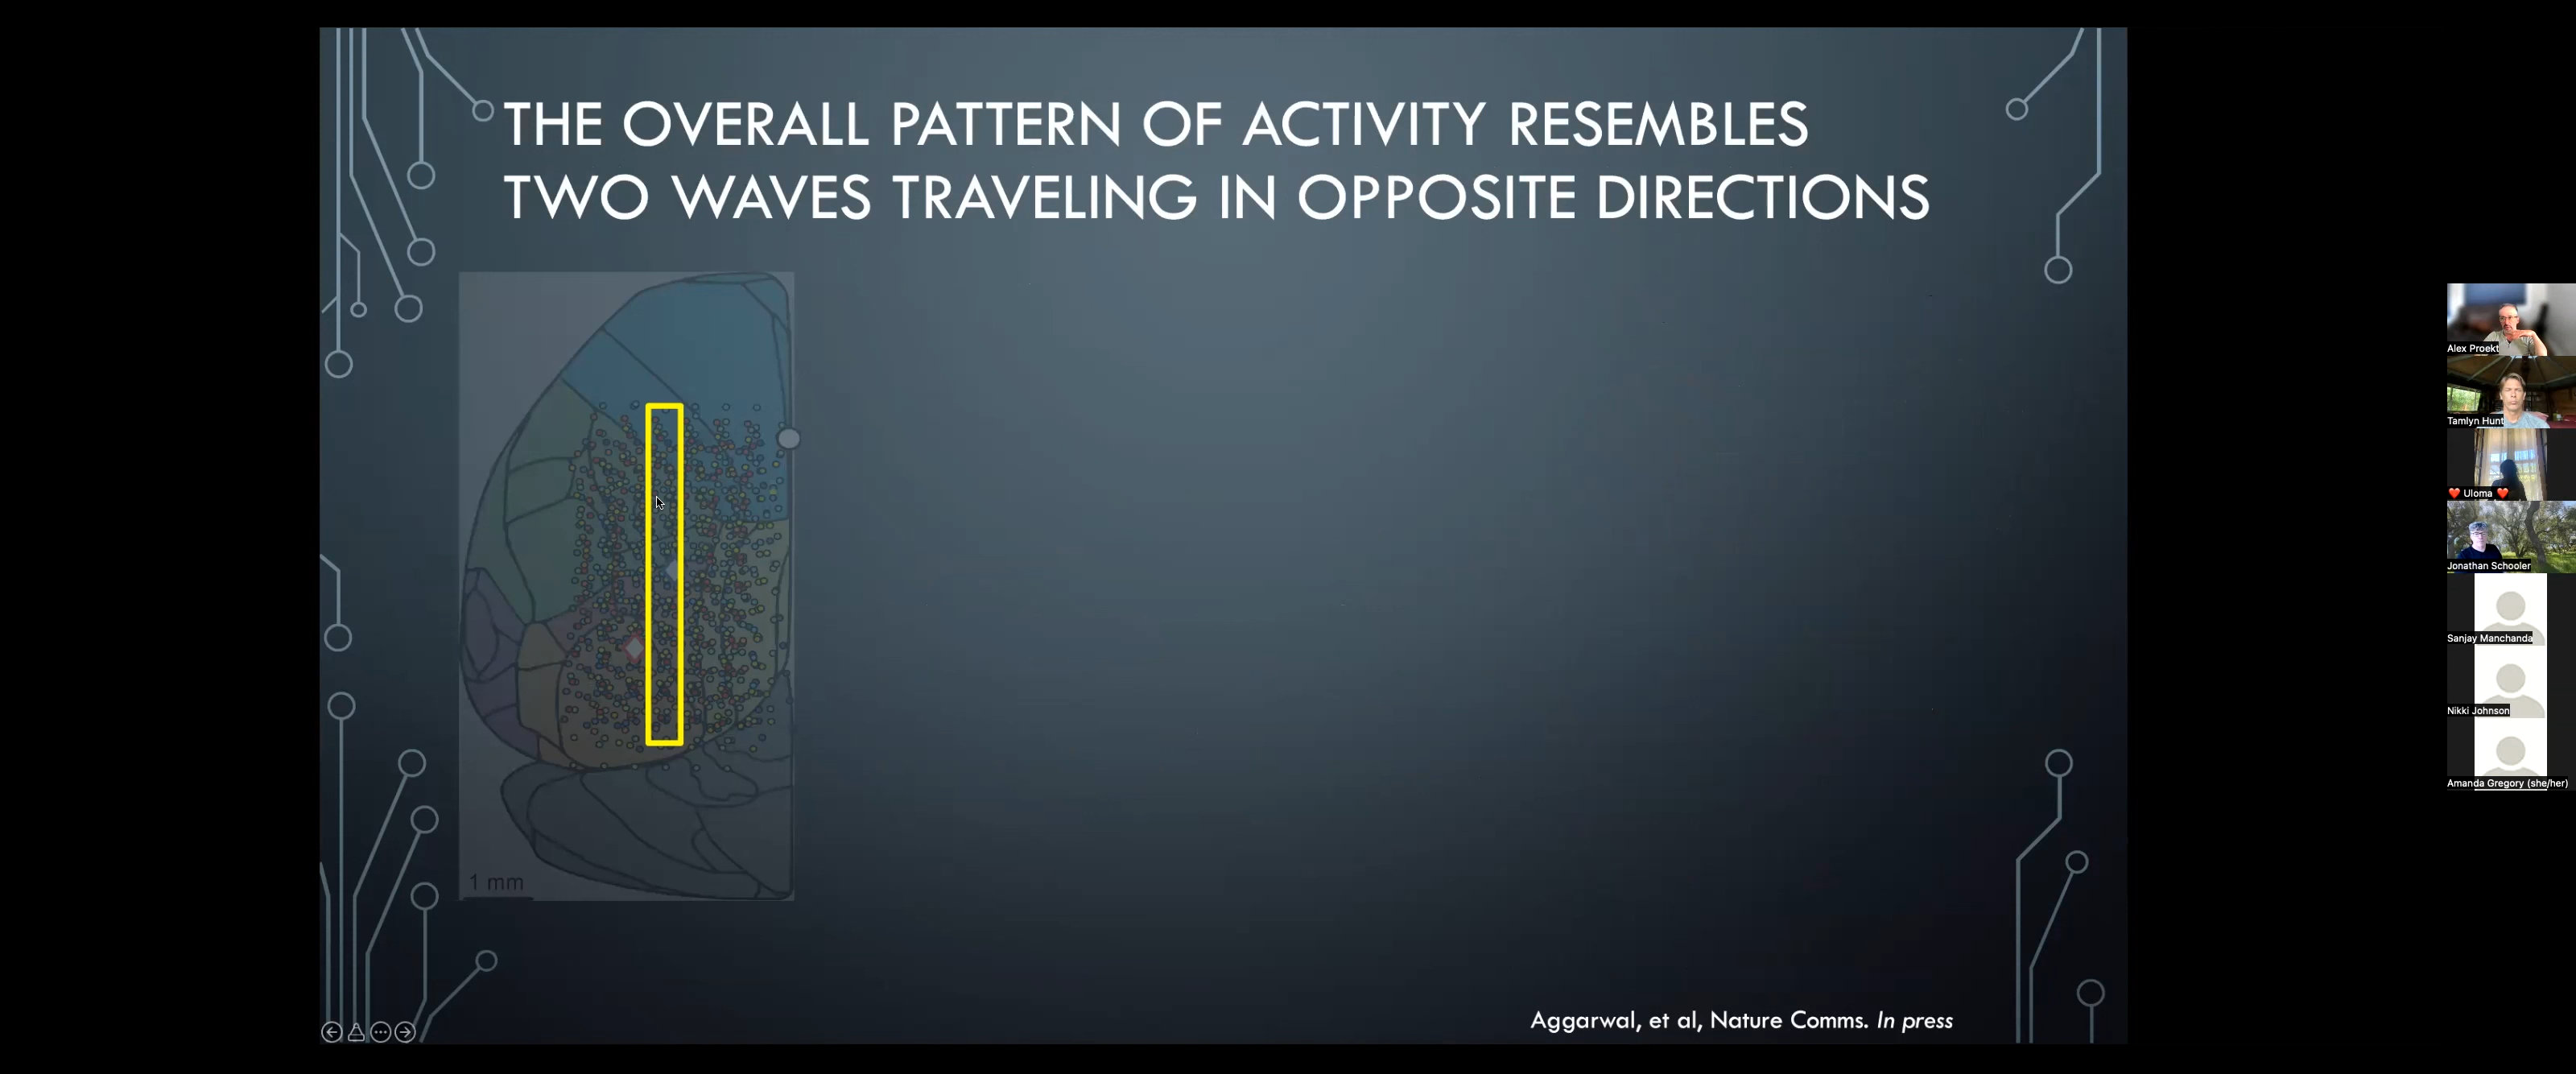 THE OVERALL PATTERN OF ACTIVITY RESEMBLES
TWO WAVES TRAVELING IN OPPOSITE DIRECTIONS
1 mm
Aggarwal, et al, Nature Comms. In press
Alex Proekt
Tamlyn Hunt
❤️ Uloma ❤️
Jonathan Schooler
Sanjay Manchanda
Nikki Johnson
Amanda Gregory (she/her)